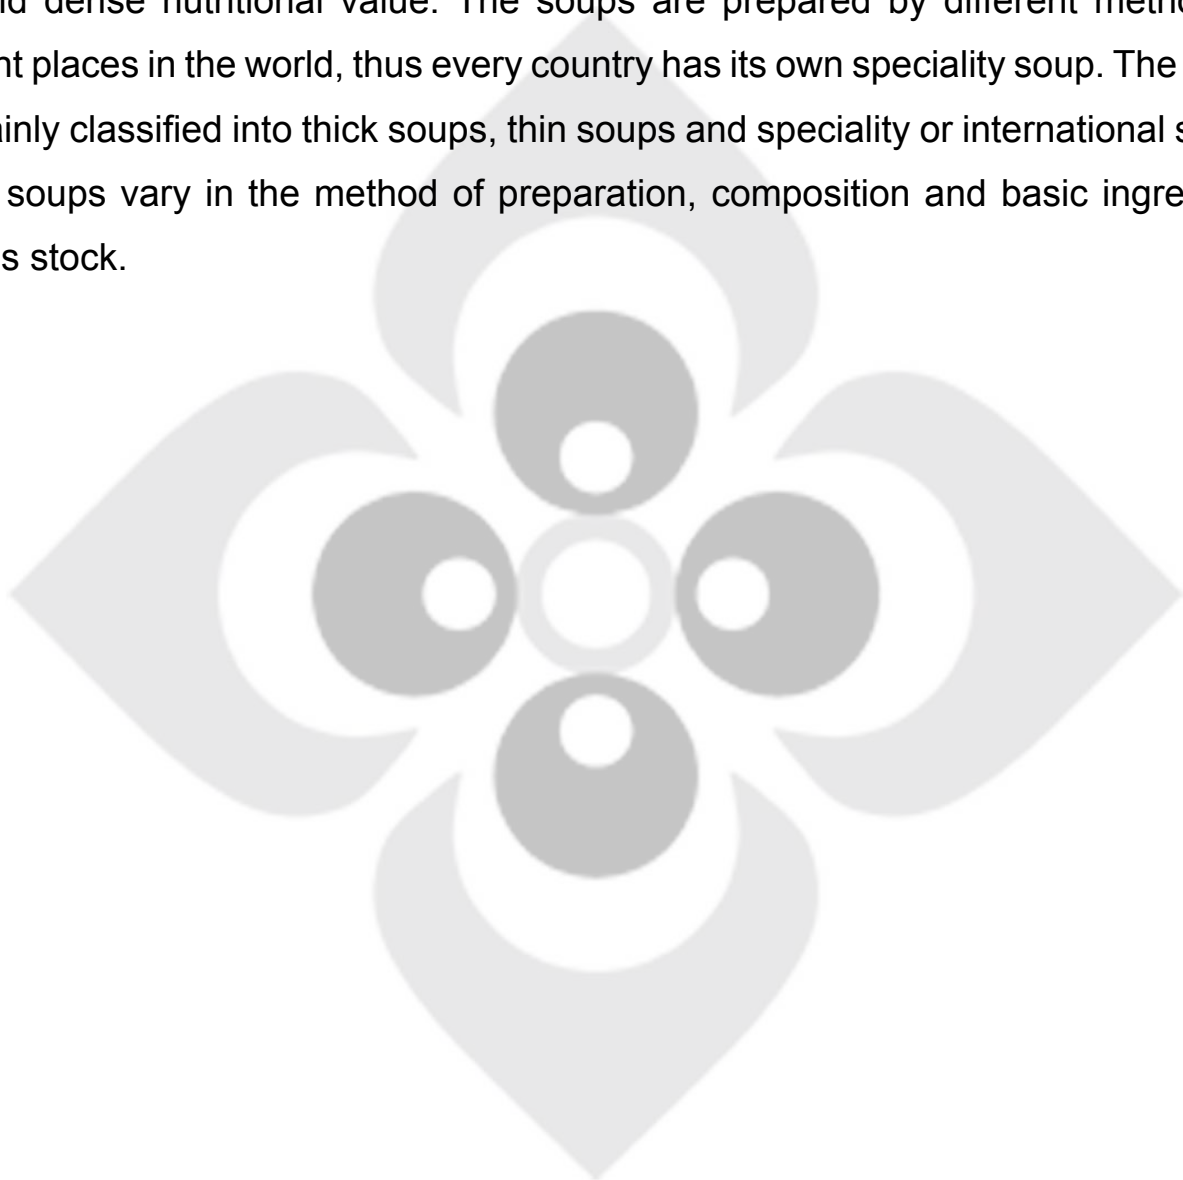 nd dense nutritional value. The soups are prepared by different metho
nt places in the world, thus every country has its own speciality soup. The
ainly classified into thick soups, thin soups and speciality or international s
soups vary in the method of preparation, composition and basic ingre
s stock.